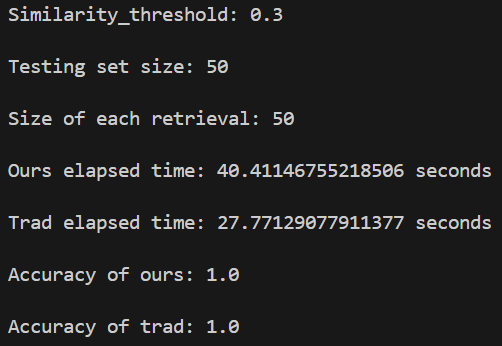 Similarity_threshold: 0.3
Testing set size: 50
Size of each retrieval: 50
Ours elapsed time: 40.41146755218506 seconds
Trad elapsed time: 27.77129077911377 seconds
Accuracy of ours: 1.0
Accuracy of trad: 1.0